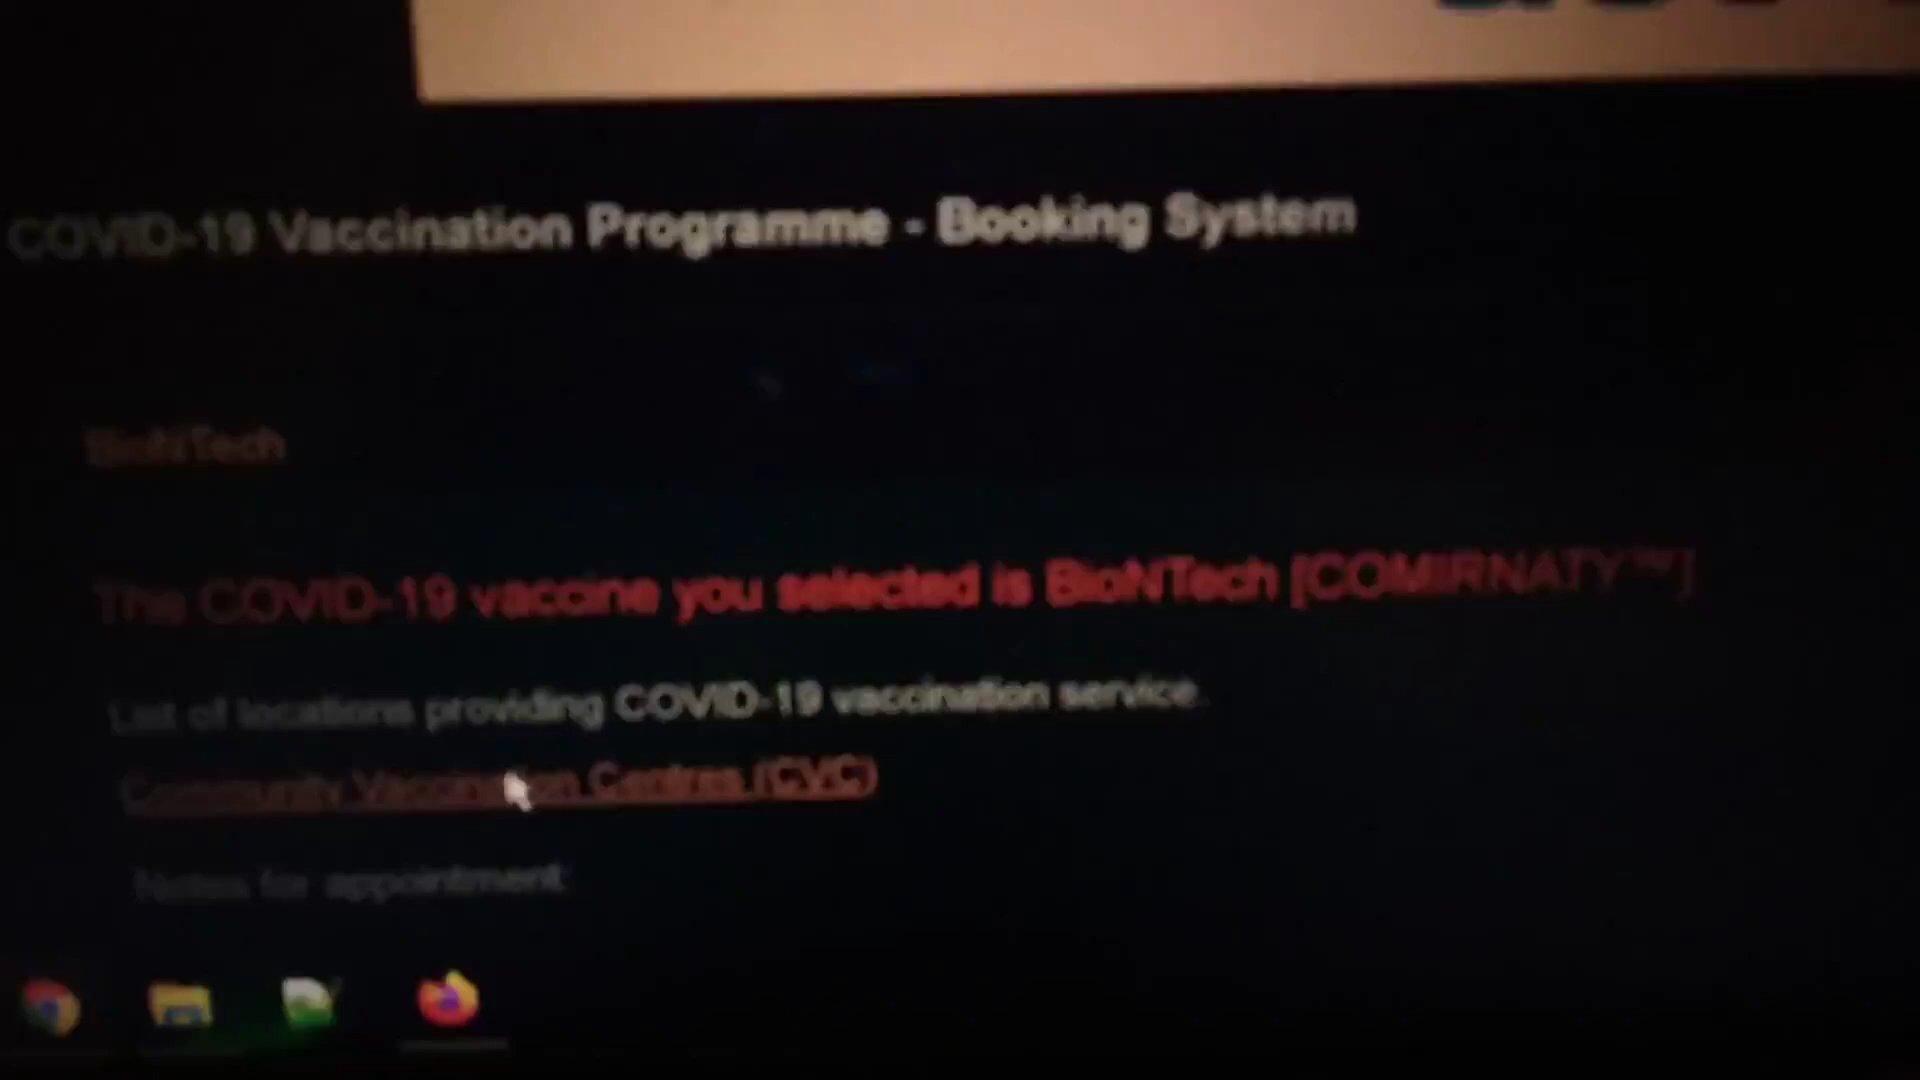 COVID-19 Vaccination Programme - Booking System
BioNTech
The COVID-19 vaccine you selected is BioNTech [COMIRNATY™]
List of locations providing COVID-19 vaccination service.
Community Vaccination Centres (CVC)
Notes for appointment: